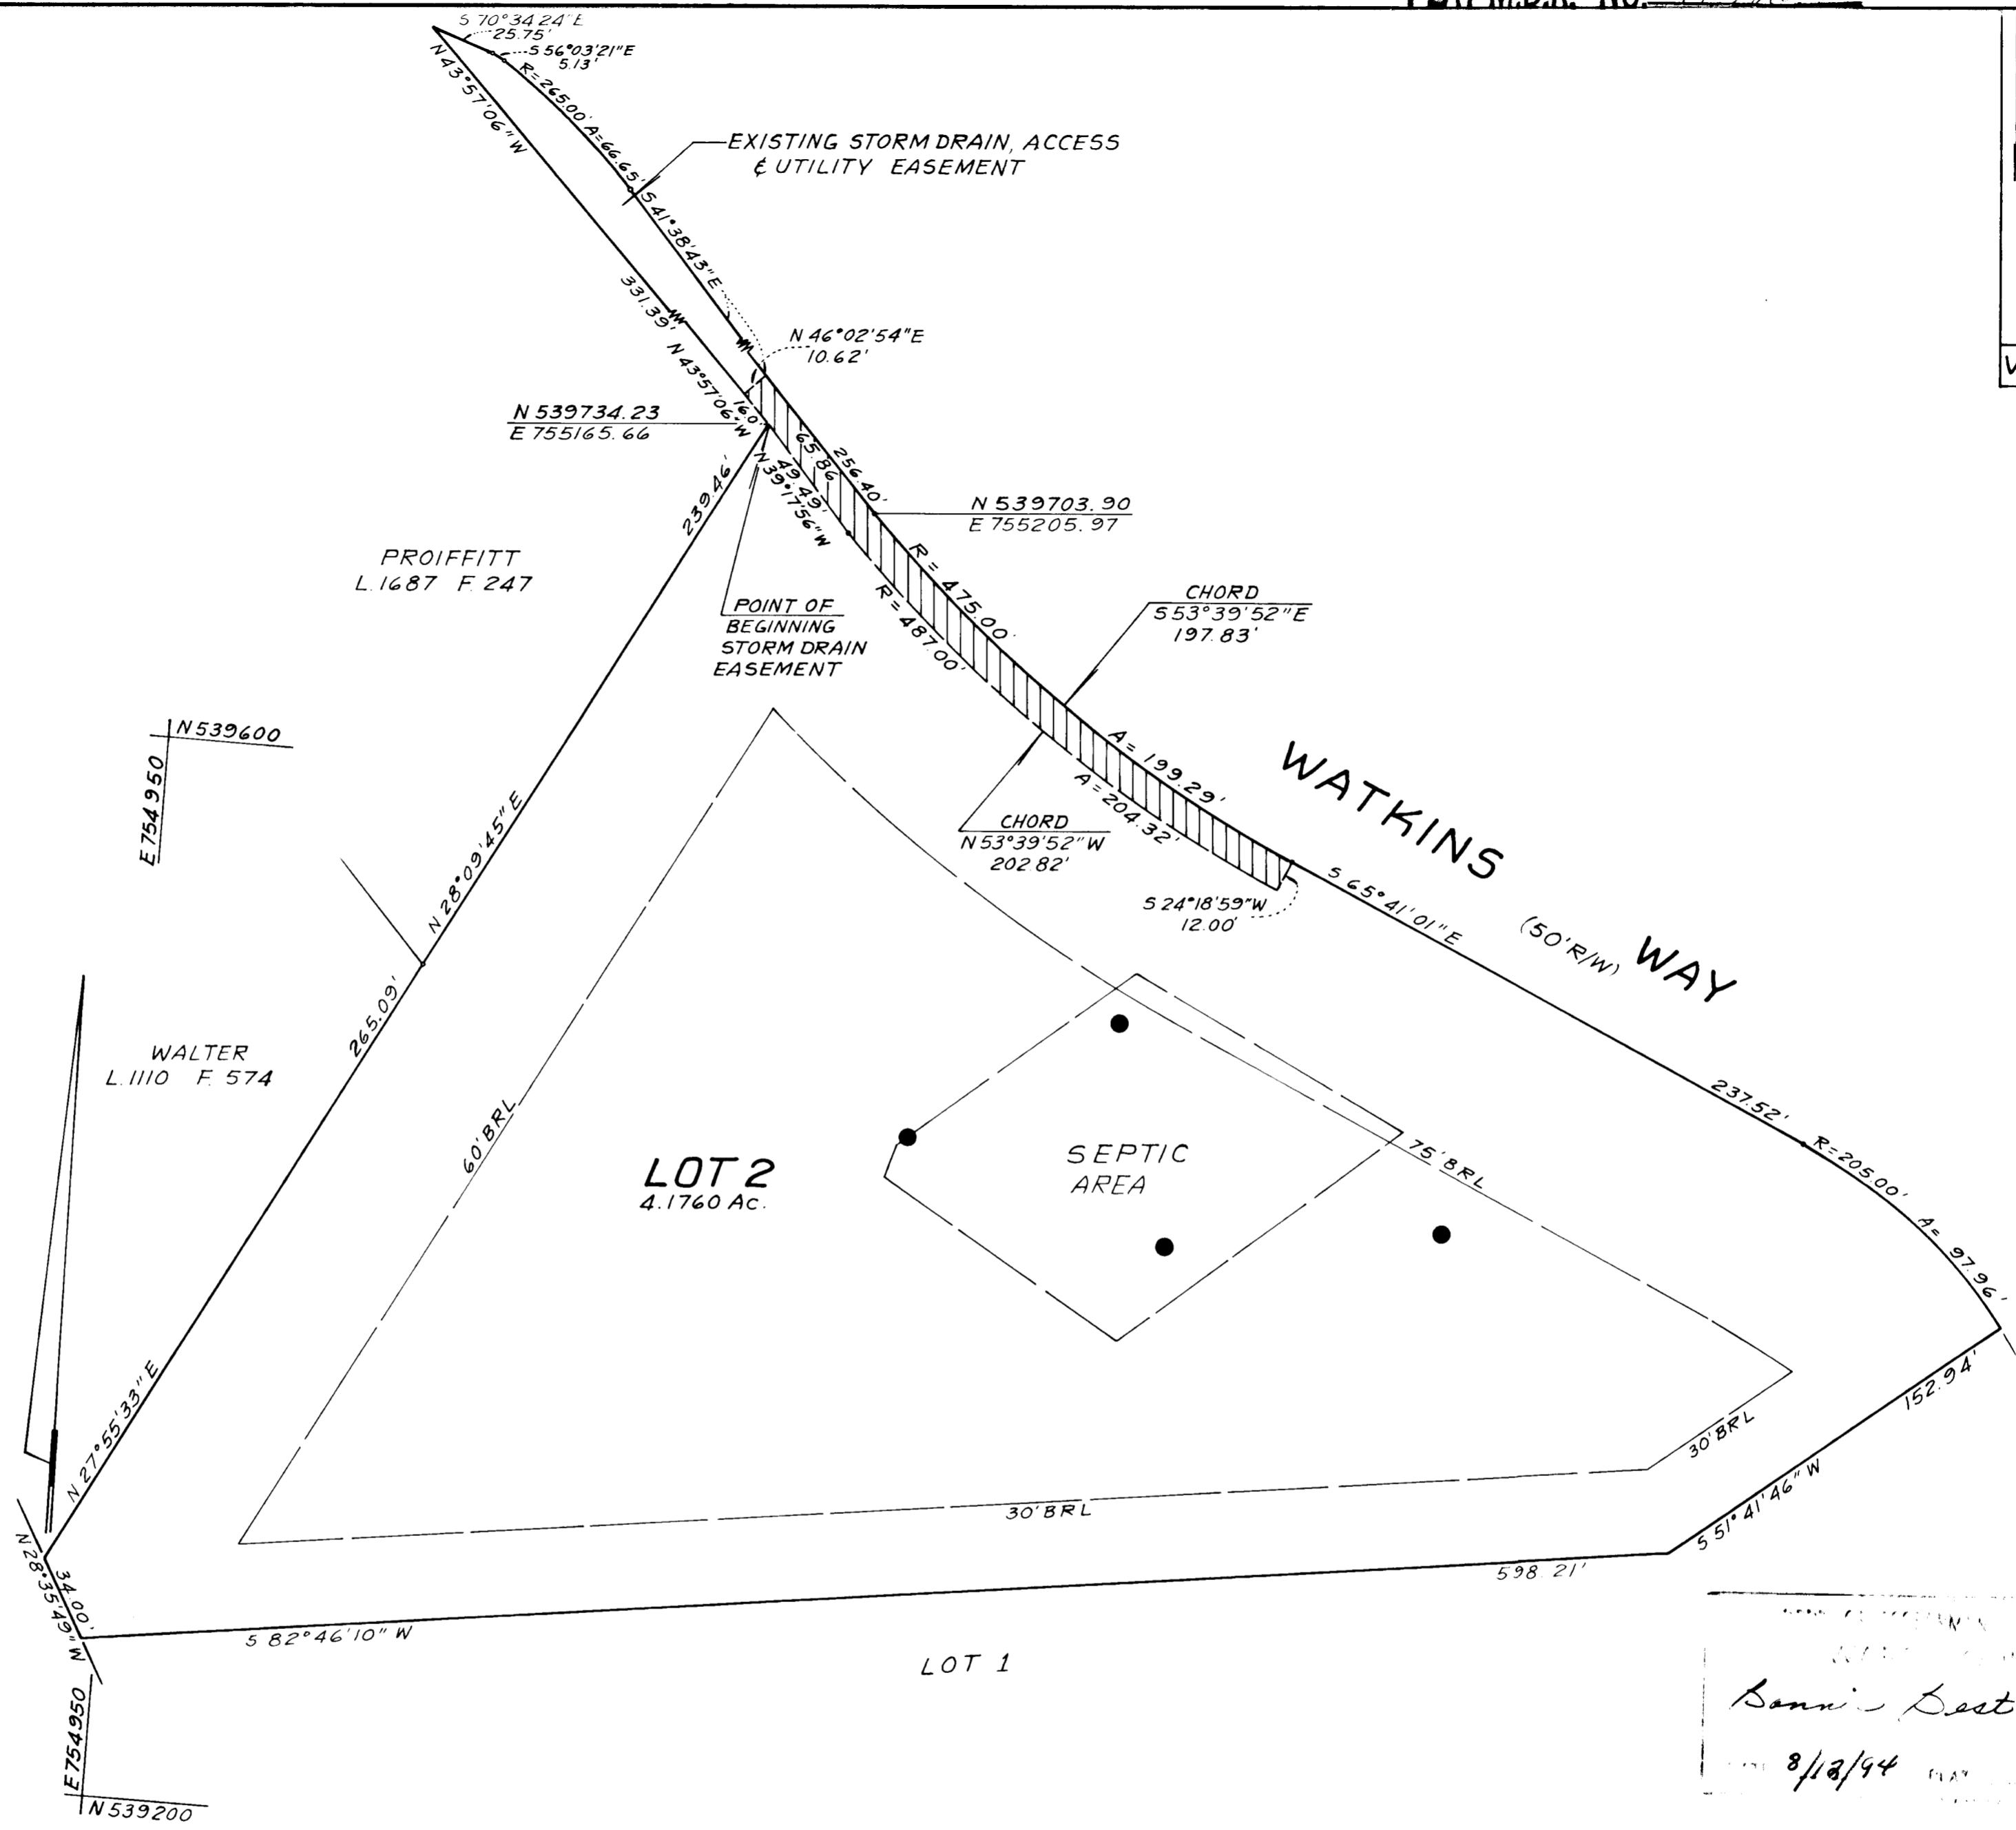 S 70°34'24"E
25.75'
S 56°03'21"E
5.13'
N 43°57'06"W
R=265.00' A=66.65'
S 41°38'43"E
EXISTING STORM DRAIN, ACCESS
& UTILITY EASEMENT
331.39'
N 46°02'54"E
10.62'
N 43°57'06"W
16.0'
N 539734.23
E 755165.66
65.86
256.40'
49.49'
N 39°17'56"W
239.46'
N 539703.90
E 755205.97
PROIFFITT
L.1687 F. 247
R = 475.00'
R = 487.00'
CHORD
S 53°39'52"E
197.83'
POINT OF
BEGINNING
STORM DRAIN
EASEMENT
N 539600
E 754950
A= 199.29'
A=204.32'
CHORD
N 53°39'52"W
202.82'
WATKINS
WAY
(50'R/W)
S 24°18'59"W
12.00'
S 65°41'01"E
237.52'
N 28°09'45"E
265.09'
WALTER
L.1110 F. 574
60'BRL
LOT 2
4.1760 AC.
SEPTIC
AREA
75'BRL
R=205.00' A= 97.96'
152.94'
30'BRL
S 51°41'46"W
N 27°55'33"E
30'BRL
598.21'
34.00'
N 28°35'49"W
S 82°46'10"W
LOT 1
E 754950
N 539200
8/12/94